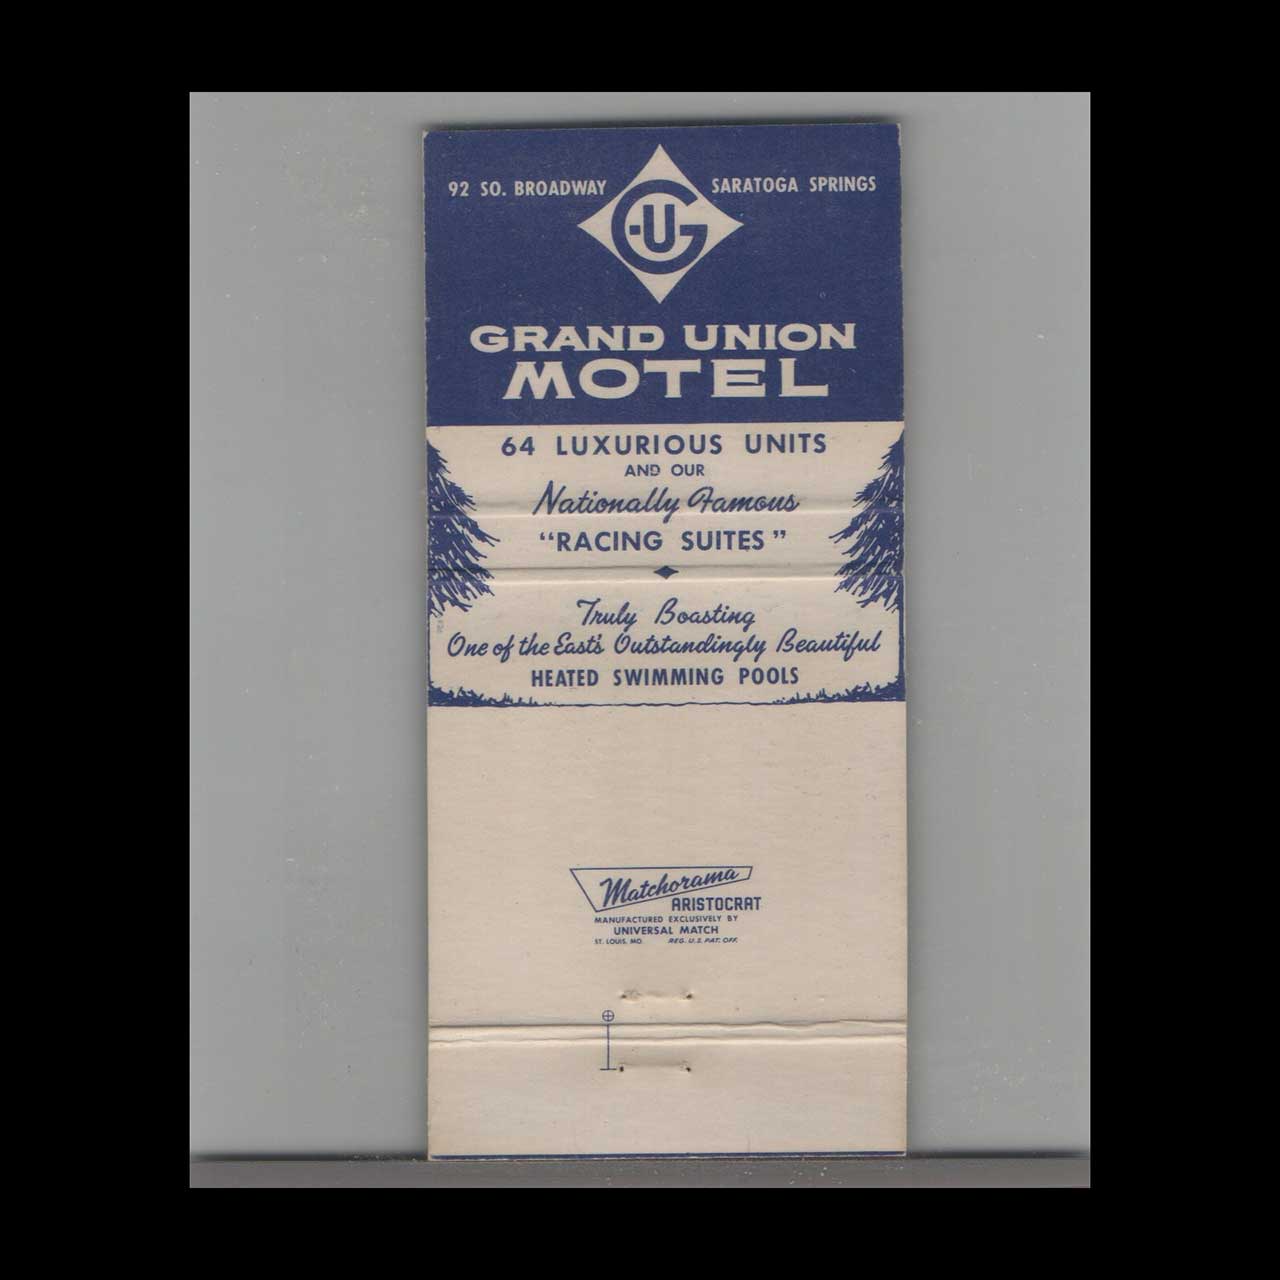 92 SO. BROADWAY SARATOGA SPRINGS
G-U
GRAND UNION
MOTEL
64 LUXURIOUS UNITS
AND OUR
Nationally Famous
"RACING SUITES"
Truly Boasting
One of the East's Outstandingly Beautiful
HEATED SWIMMING POOLS
Matchorama
ARISTOCRAT
MANUFACTURED EXCLUSIVELY BY
UNIVERSAL MATCH
ST. LOUIS, MO. REG. U.S. PAT. OFF.